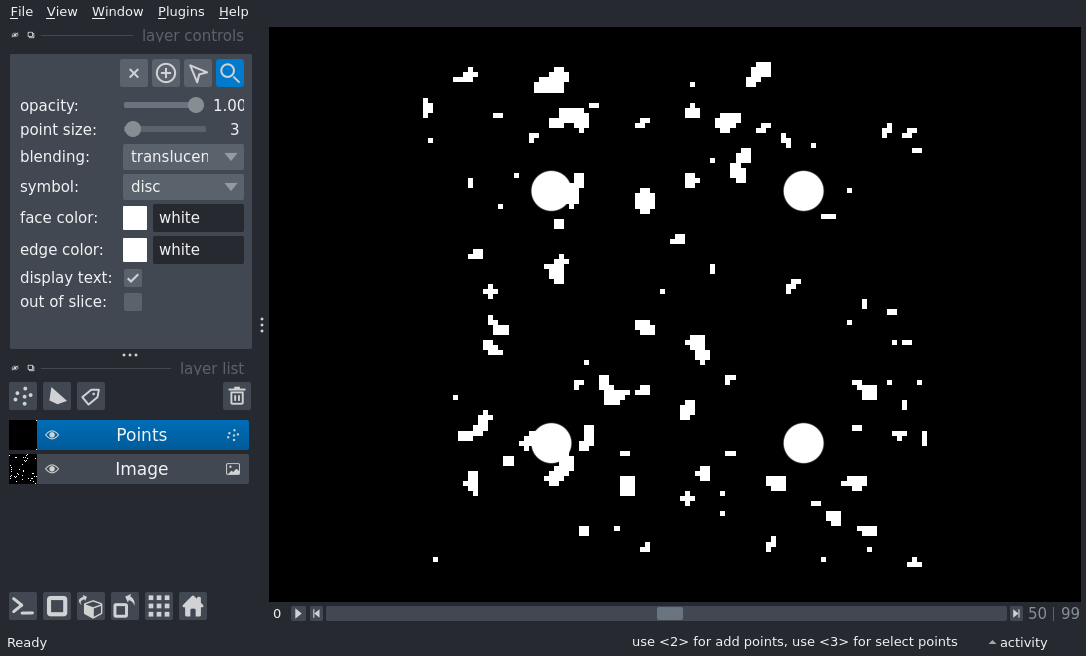 File View Window Plugins Help
layer controls
opacity: 1.00
point size: 3
blending: translucen
symbol: disc
face color: white
edge color: white
display text:
out of slice:
layer list
Points
Image
0 50 | 99
Ready use <2> for add points, use <3> for select points activity